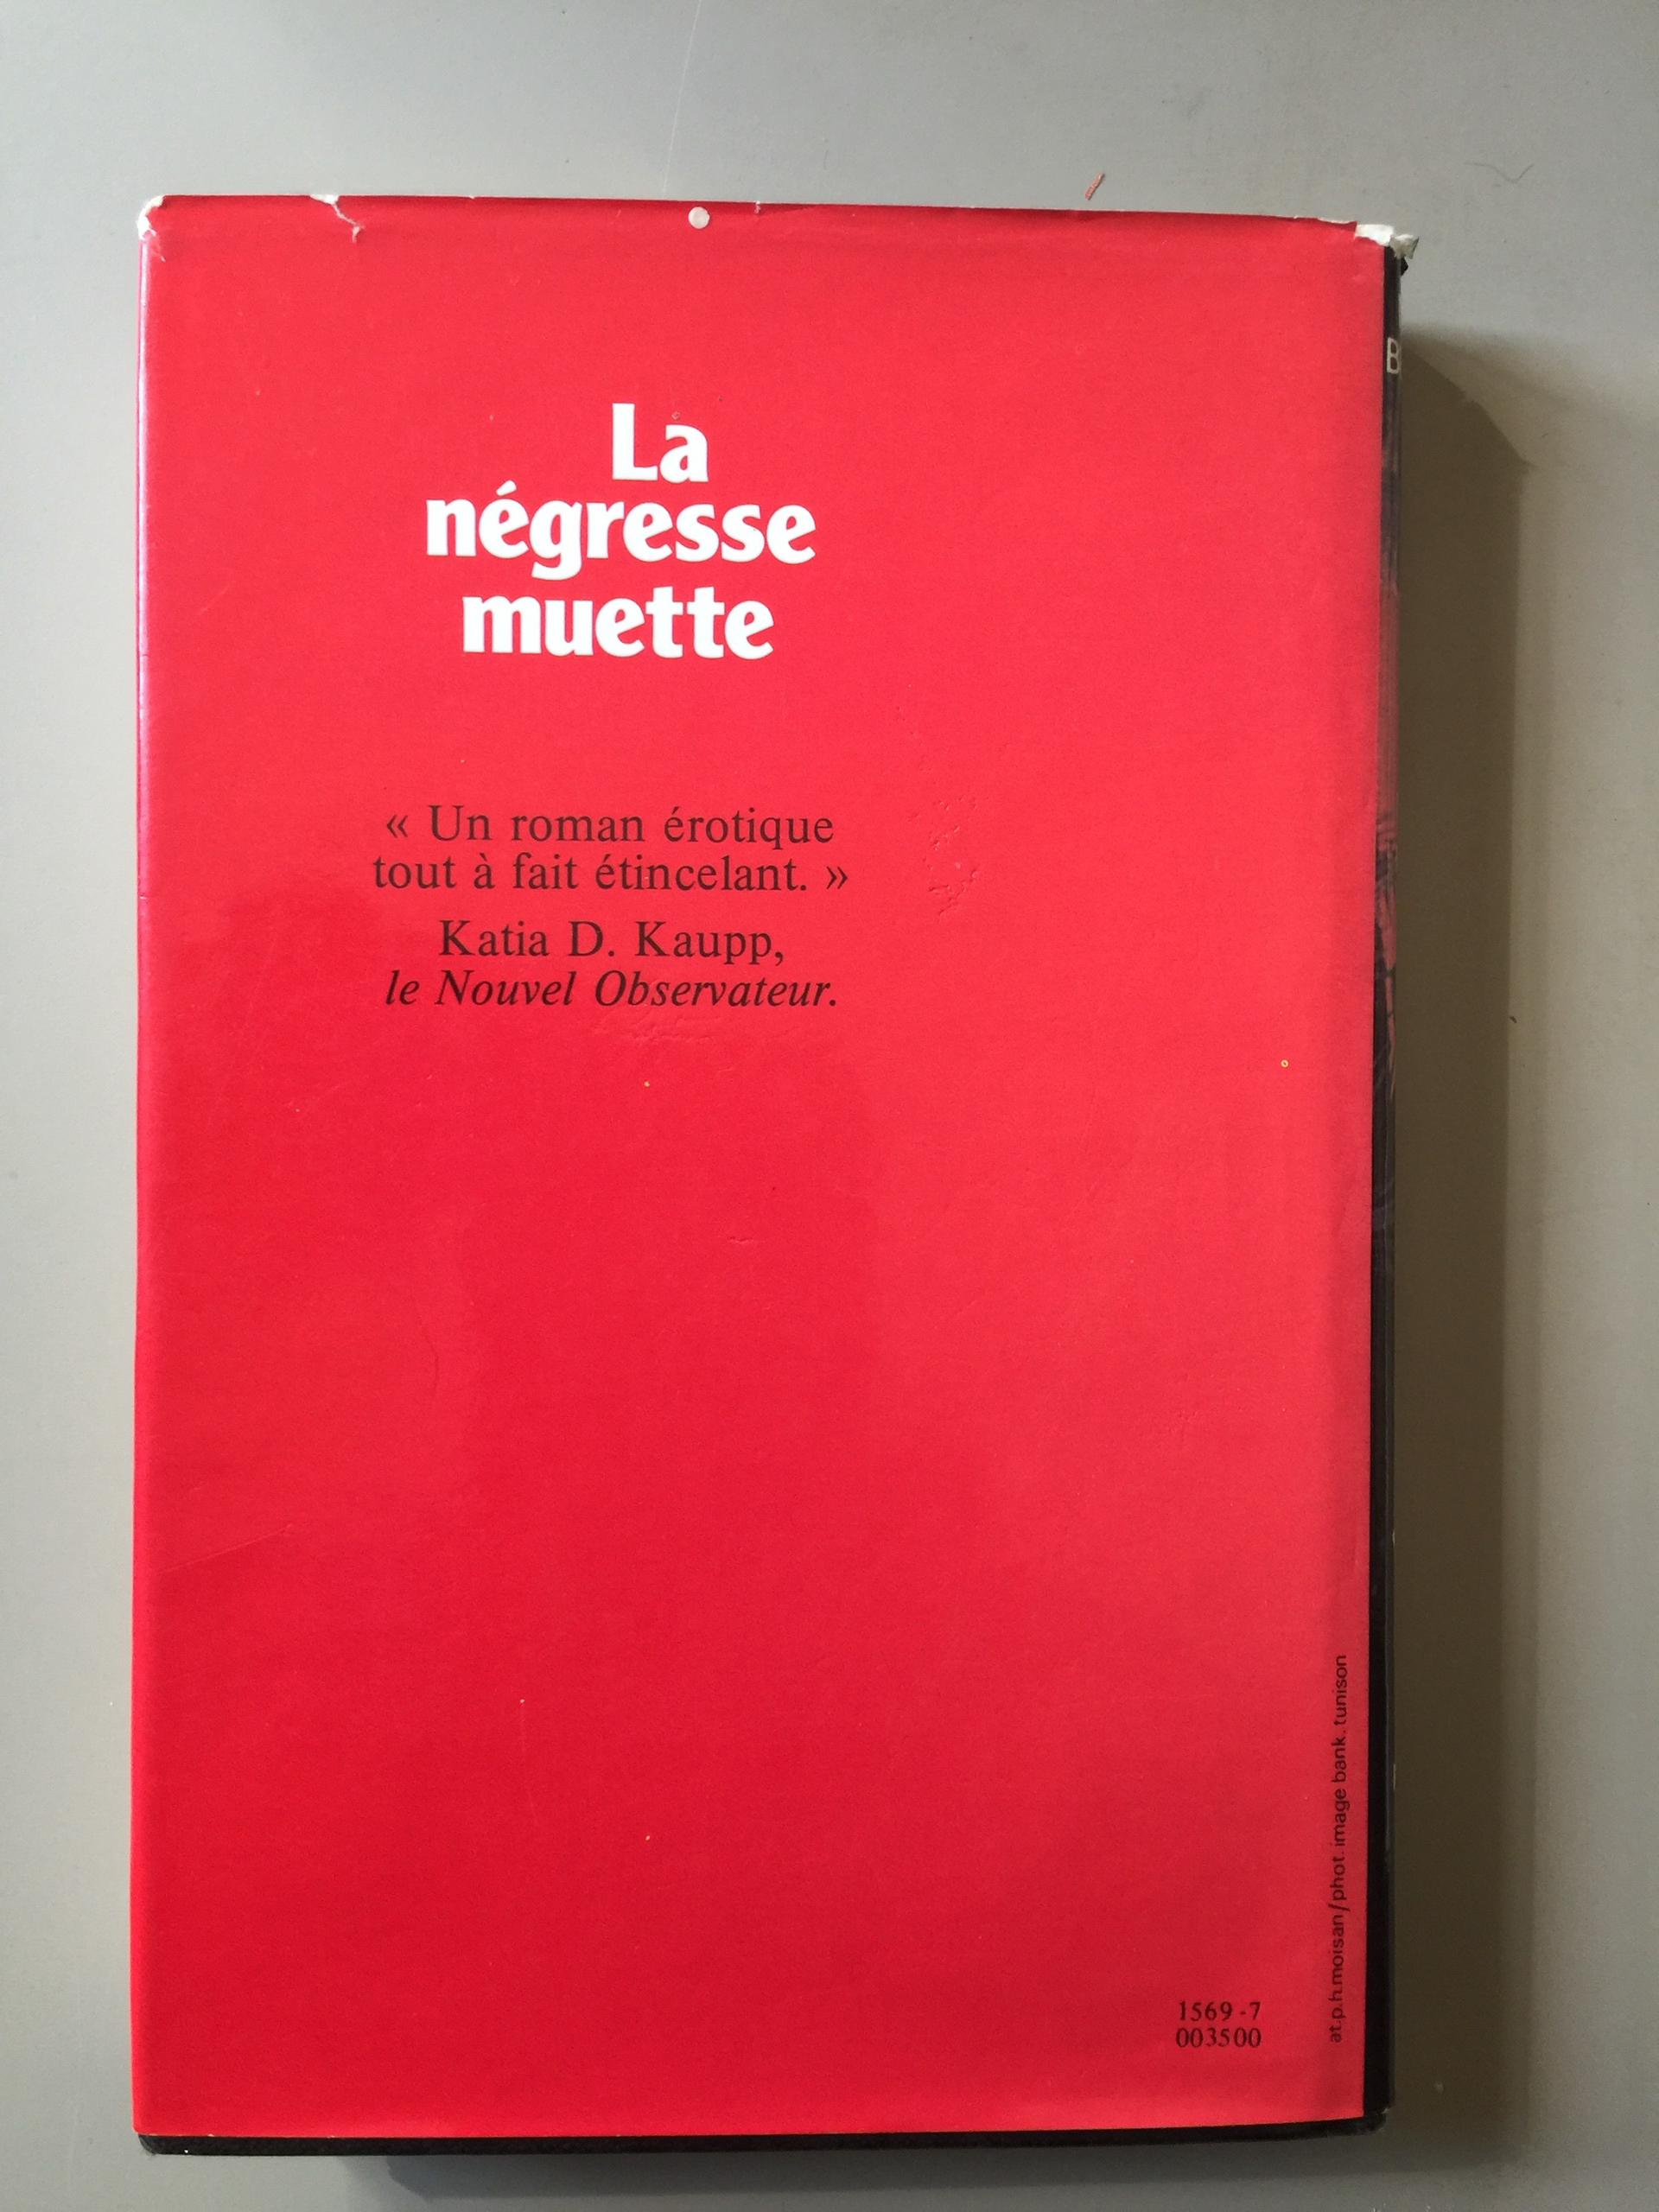 La
négresse
muette
« Un roman érotique
tout à fait étincelant. »
Katia D. Kaupp,
le Nouvel Observateur.
at.p.h.moisan/phot. image bank. tunison
1569-7
003500